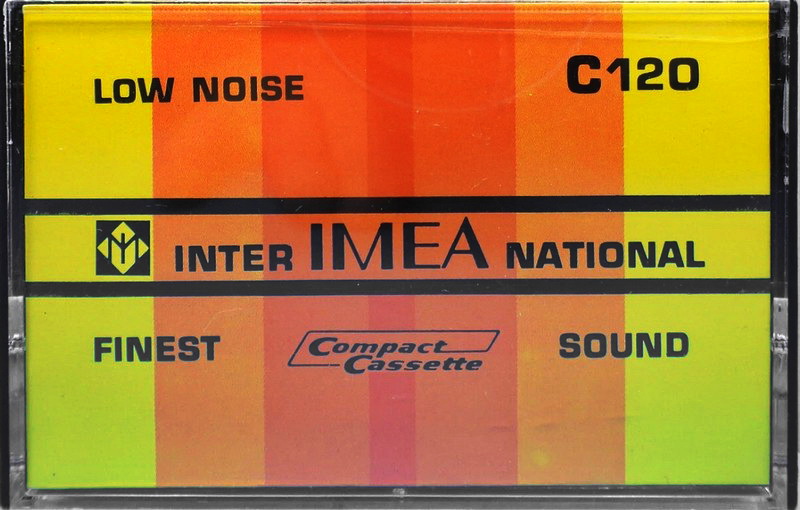 LOW NOISE C120
INTER IMEA NATIONAL
FINEST Compact Cassette SOUND